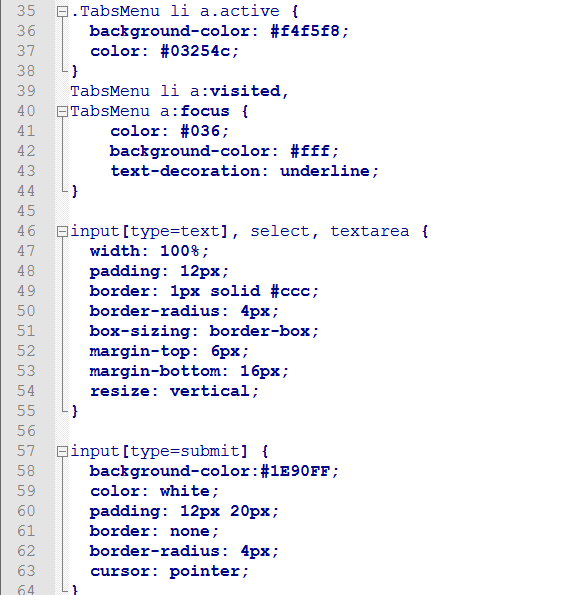 35 .TabsMenu li a.active {
36 background-color: #f4f5f8;
37 color: #03254c;
38 }
39 TabsMenu li a:visited,
40 TabsMenu a:focus {
41 color: #036;
42 background-color: #fff;
43 text-decoration: underline;
44 }
45
46 input[type=text], select, textarea {
47 width: 100%;
48 padding: 12px;
49 border: 1px solid #ccc;
50 border-radius: 4px;
51 box-sizing: border-box;
52 margin-top: 6px;
53 margin-bottom: 16px;
54 resize: vertical;
55 }
56
57 input[type=submit] {
58 background-color:#1E90FF;
59 color: white;
60 padding: 12px 20px;
61 border: none;
62 border-radius: 4px;
63 cursor: pointer;
64 }